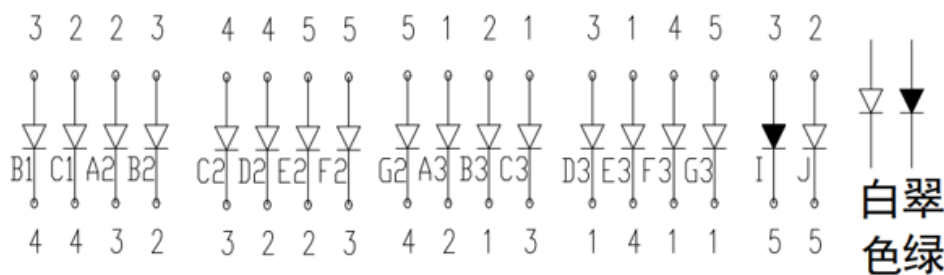 3 2 2 3 4 4 5 5 5 1 2 1 3 1 4 5 3 2
B1 C1 A2 B2 C2 D2 E2 F2 G2 A3 B3 C3 D3 E3 F3 G3 I J
4 4 3 2 3 2 2 3 4 2 1 3 1 4 1 1 5 5
白翠
色绿